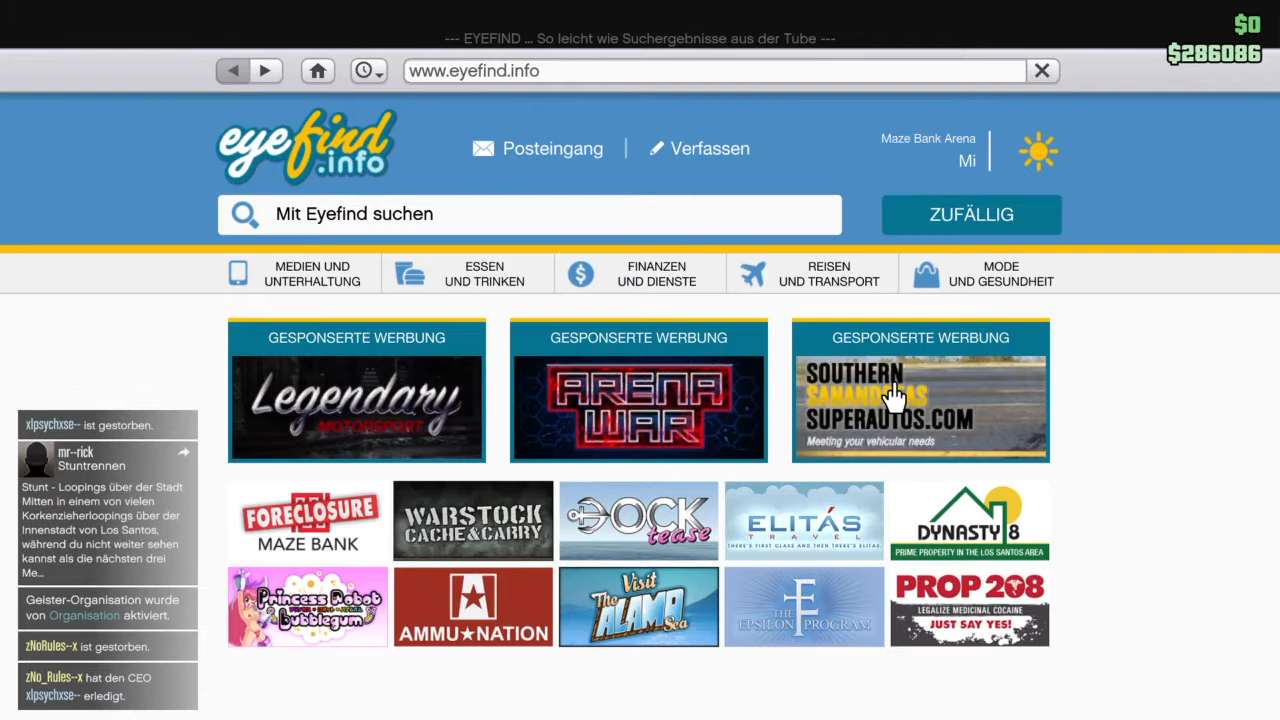 $0
--- EYEFIND ... So leicht wie Suchergebnisse aus der Tube ---
$286086
www.eyefind.info
eyefind.info
Posteingang
Verfassen
Maze Bank Arena
Mi
Mit Eyefind suchen
ZUFÄLLIG
MEDIEN UND
UNTERHALTUNG
ESSEN
UND TRINKEN
FINANZEN
UND DIENSTE
REISEN
UND TRANSPORT
MODE
UND GESUNDHEIT
GESPONSERTE WERBUNG
Legendary
MOTORSPORT
GESPONSERTE WERBUNG
ARENA
WAR
GESPONSERTE WERBUNG
SOUTHERN
SANANDREAS
SUPERAUTOS.COM
Meeting your vehicular needs
FORECLOSURE
MAZE BANK
WARSTOCK
CACHE&CARRY
DOCK
tease
ELITÁS
TRAVEL
THERE'S FIRST CLASS AND THEN THERE'S ELITÁS.
DYNASTY 8
PRIME PROPERTY IN THE LOS SANTOS AREA
Princess Robot
Bubblegum
AMMU★NATION
Visit
The
ALAMO
Sea
THE
EPSILON PROGRAM
PROP 208
LEGALIZE MEDICINAL COCAINE
JUST SAY YES!
xlpsychxse-- ist gestorben.
mr--rick
Stuntrennen
Stunt - Loopings über der Stadt
Mitten in einem von vielen
Korkenzieherloopings über der
Innenstadt von Los Santos,
während du nicht weiter sehen
kannst als die nächsten drei
Me...
Geister-Organisation wurde
von Organisation aktiviert.
zNoRules--x ist gestorben.
zNo_Rules--x hat den CEO
xlpsychxse-- erledigt.